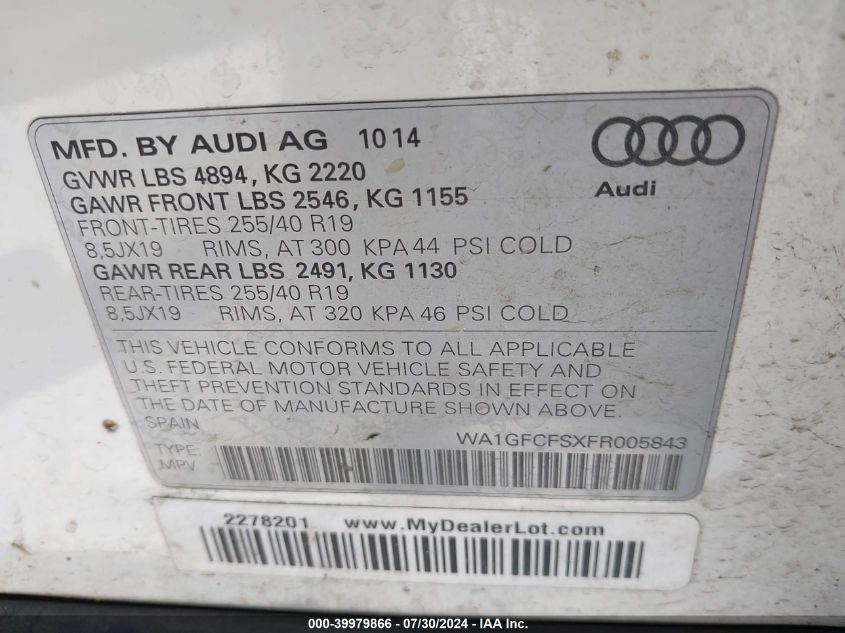 MFD. BY AUDI AG 10 14
Audi
GVWR LBS 4894, KG 2220
GAWR FRONT LBS 2546, KG 1155
FRONT-TIRES 255/40 R19
8,5JX19 RIMS, AT 300 KPA 44 PSI COLD
GAWR REAR LBS 2491, KG 1130
REAR-TIRES 255/40 R19
8,5JX19 RIMS, AT 320 KPA 46 PSI COLD
THIS VEHICLE CONFORMS TO ALL APPLICABLE
U.S. FEDERAL MOTOR VEHICLE SAFETY AND
THEFT PREVENTION STANDARDS IN EFFECT ON
THE DATE OF MANUFACTURE SHOWN ABOVE.
SPAIN
WA1GFCFSXFR005843
TYPE:
MPV
2278201 www.MyDealerLot.com
000-39979866 - 07/30/2024 - WA1 Inc.